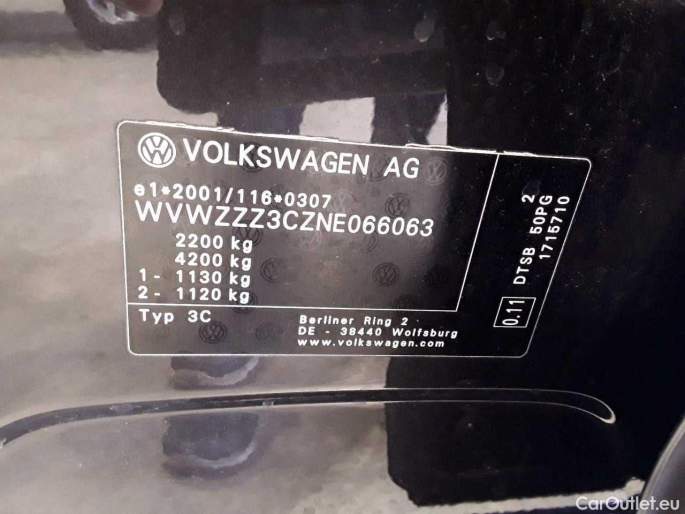 VOLKSWAGEN AG
e1*2001/116*0307
WVWZZZ3CZNE066063
2200 kg
4200 kg
1- 1130 kg
2- 1120 kg
Typ 3C
Berliner Ring 2
DE - 38440 Wolfsburg
www.volkswagen.com
0.11
DTSB 50PG 2
1715710
CarOutlet.eu